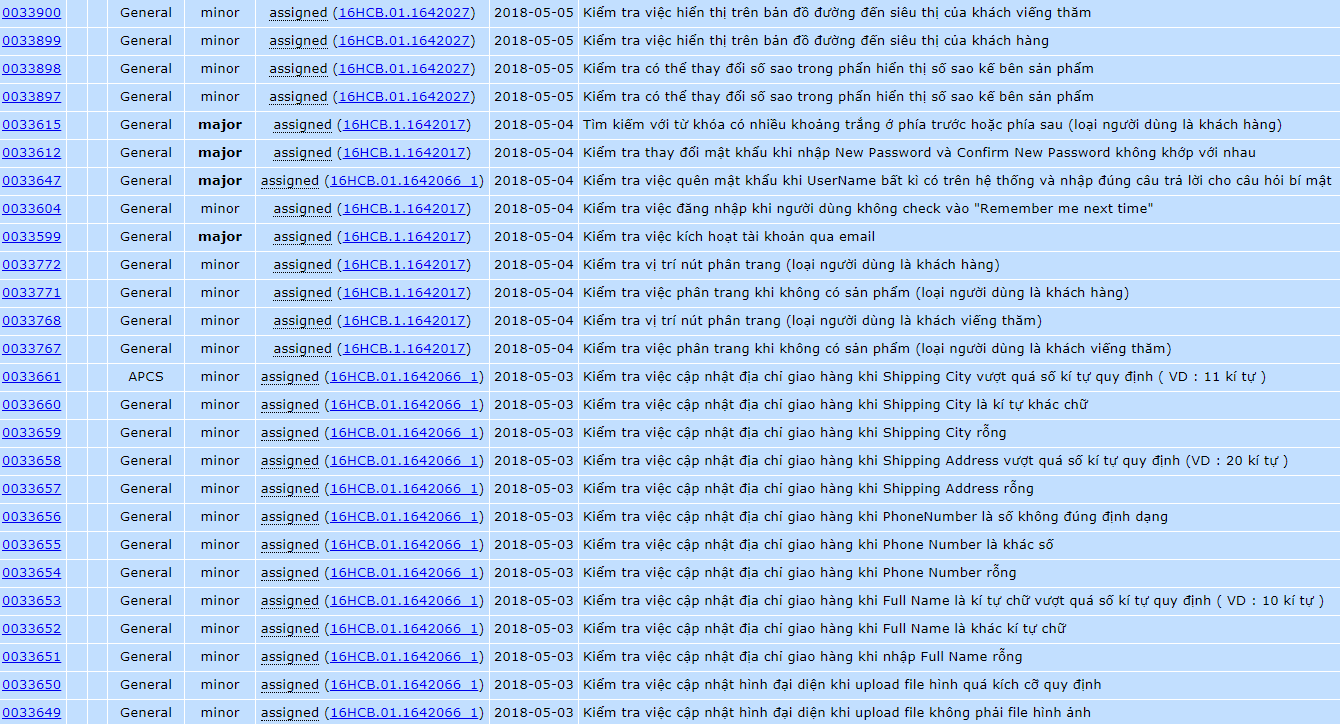 0033900 General minor assigned (16HCB.01.1642027) 2018-05-05 Kiểm tra việc hiển thị trên bản đồ đường đến siêu thị của khách viếng thăm
0033899 General minor assigned (16HCB.01.1642027) 2018-05-05 Kiểm tra việc hiển thị trên bản đồ đường đến siêu thị của khách hàng
0033898 General minor assigned (16HCB.01.1642027) 2018-05-05 Kiểm tra có thể thay đổi số sao trong phần hiển thị số sao kế bên sản phẩm
0033897 General minor assigned (16HCB.01.1642027) 2018-05-05 Kiểm tra có thể thay đổi số sao trong phần hiển thị số sao kế bên sản phẩm
0033615 General major assigned (16HCB.1.1642017) 2018-05-04 Tìm kiếm với từ khóa có nhiều khoảng trắng ở phía trước hoặc phía sau (loại người dùng là khách hàng)
0033612 General major assigned (16HCB.1.1642017) 2018-05-04 Kiểm tra thay đổi mật khẩu khi nhập New Password và Confirm New Password không khớp với nhau
0033647 General major assigned (16HCB.01.1642066_1) 2018-05-04 Kiểm tra việc quên mật khẩu khi UserName bất kì có trên hệ thống và nhập đúng câu trả lời cho câu hỏi bí mật
0033604 General minor assigned (16HCB.1.1642017) 2018-05-04 Kiểm tra việc đăng nhập khi người dùng không check vào "Remember me next time"
0033599 General major assigned (16HCB.1.1642017) 2018-05-04 Kiểm tra việc kích hoạt tài khoản qua email
0033772 General minor assigned (16HCB.1.1642017) 2018-05-04 Kiểm tra vị trí nút phân trang (loại người dùng là khách hàng)
0033771 General minor assigned (16HCB.1.1642017) 2018-05-04 Kiểm tra việc phân trang khi không có sản phẩm (loại người dùng là khách hàng)
0033768 General minor assigned (16HCB.1.1642017) 2018-05-04 Kiểm tra vị trí nút phân trang (loại người dùng là khách viếng thăm)
0033767 General minor assigned (16HCB.1.1642017) 2018-05-04 Kiểm tra việc phân trang khi không có sản phẩm (loại người dùng là khách viếng thăm)
0033661 APCS minor assigned (16HCB.01.1642066_1) 2018-05-03 Kiểm tra việc cập nhật địa chỉ giao hàng khi Shipping City vượt quá số kí tự quy định ( VD : 11 kí tự )
0033660 General minor assigned (16HCB.01.1642066_1) 2018-05-03 Kiểm tra việc cập nhật địa chỉ giao hàng khi Shipping City là kí tự khác chữ
0033659 General minor assigned (16HCB.01.1642066_1) 2018-05-03 Kiểm tra việc cập nhật địa chỉ giao hàng khi Shipping City rỗng
0033658 General minor assigned (16HCB.01.1642066_1) 2018-05-03 Kiểm tra việc cập nhật địa chỉ giao hàng khi Shipping Address vượt quá số kí tự quy định (VD : 20 kí tự )
0033657 General minor assigned (16HCB.01.1642066_1) 2018-05-03 Kiểm tra việc cập nhật địa chỉ giao hàng khi Shipping Address rỗng
0033656 General minor assigned (16HCB.01.1642066_1) 2018-05-03 Kiểm tra việc cập nhật địa chỉ giao hàng khi PhoneNumber là số không đúng định dạng
0033655 General minor assigned (16HCB.01.1642066_1) 2018-05-03 Kiểm tra việc cập nhật địa chỉ giao hàng khi Phone Number là khác số
0033654 General minor assigned (16HCB.01.1642066_1) 2018-05-03 Kiểm tra việc cập nhật địa chỉ giao hàng khi Phone Number rỗng
0033653 General minor assigned (16HCB.01.1642066_1) 2018-05-03 Kiểm tra việc cập nhật địa chỉ giao hàng khi Full Name là kí tự chữ vượt quá số kí tự quy định ( VD : 10 kí tự )
0033652 General minor assigned (16HCB.01.1642066_1) 2018-05-03 Kiểm tra việc cập nhật địa chỉ giao hàng khi Full Name là khác kí tự chữ
0033651 General minor assigned (16HCB.01.1642066_1) 2018-05-03 Kiểm tra việc cập nhật địa chỉ giao hàng khi nhập Full Name rỗng
0033650 General minor assigned (16HCB.01.1642066_1) 2018-05-03 Kiểm tra việc cập nhật hình đại diện khi upload file hình quá kích cỡ quy định
0033649 General minor assigned (16HCB.01.1642066_1) 2018-05-03 Kiểm tra việc cập nhật hình đại diện khi upload file không phải file hình ảnh